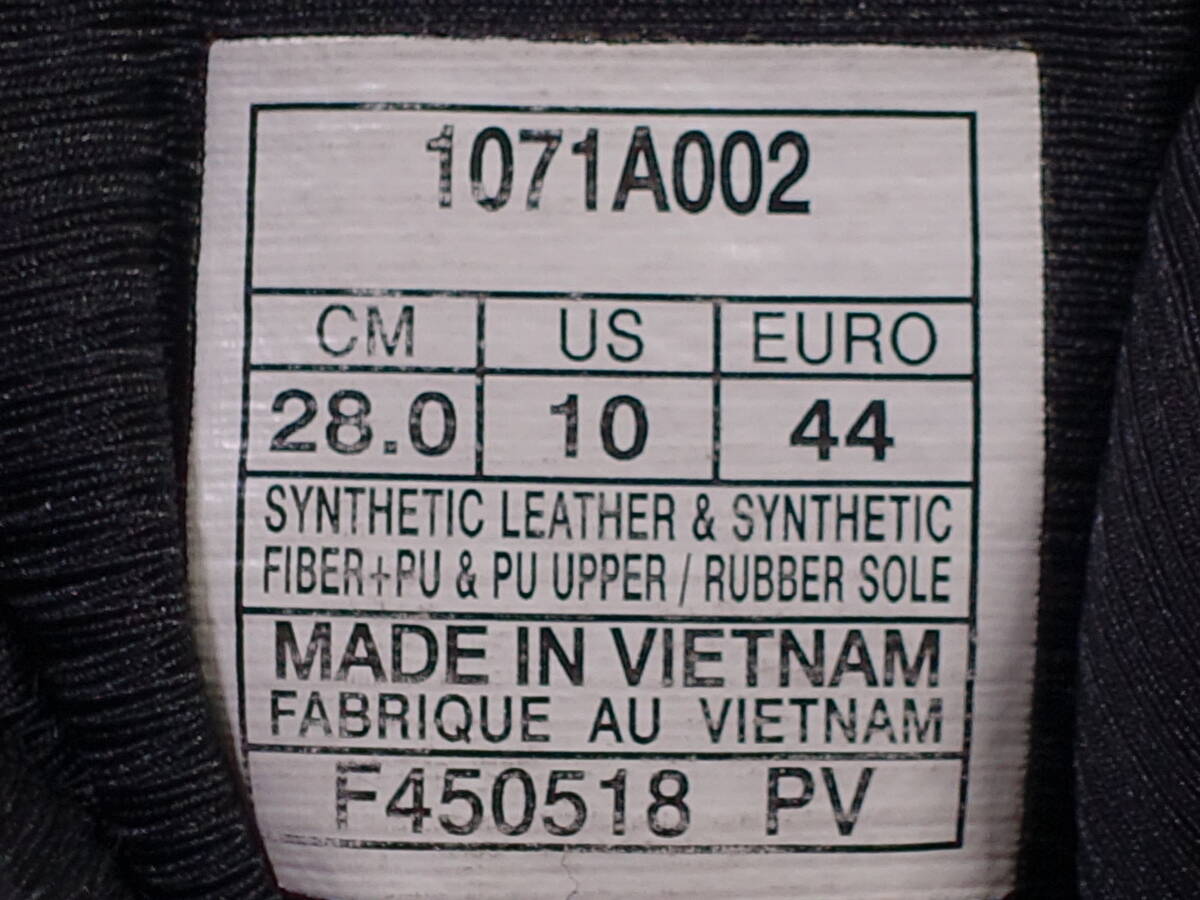 1071A002
CM US EURO
28.0 10 44
SYNTHETIC LEATHER & SYNTHETIC
FIBER+PU & PU UPPER / RUBBER SOLE
MADE IN VIETNAM
FABRIQUE AU VIETNAM
F450518 PV